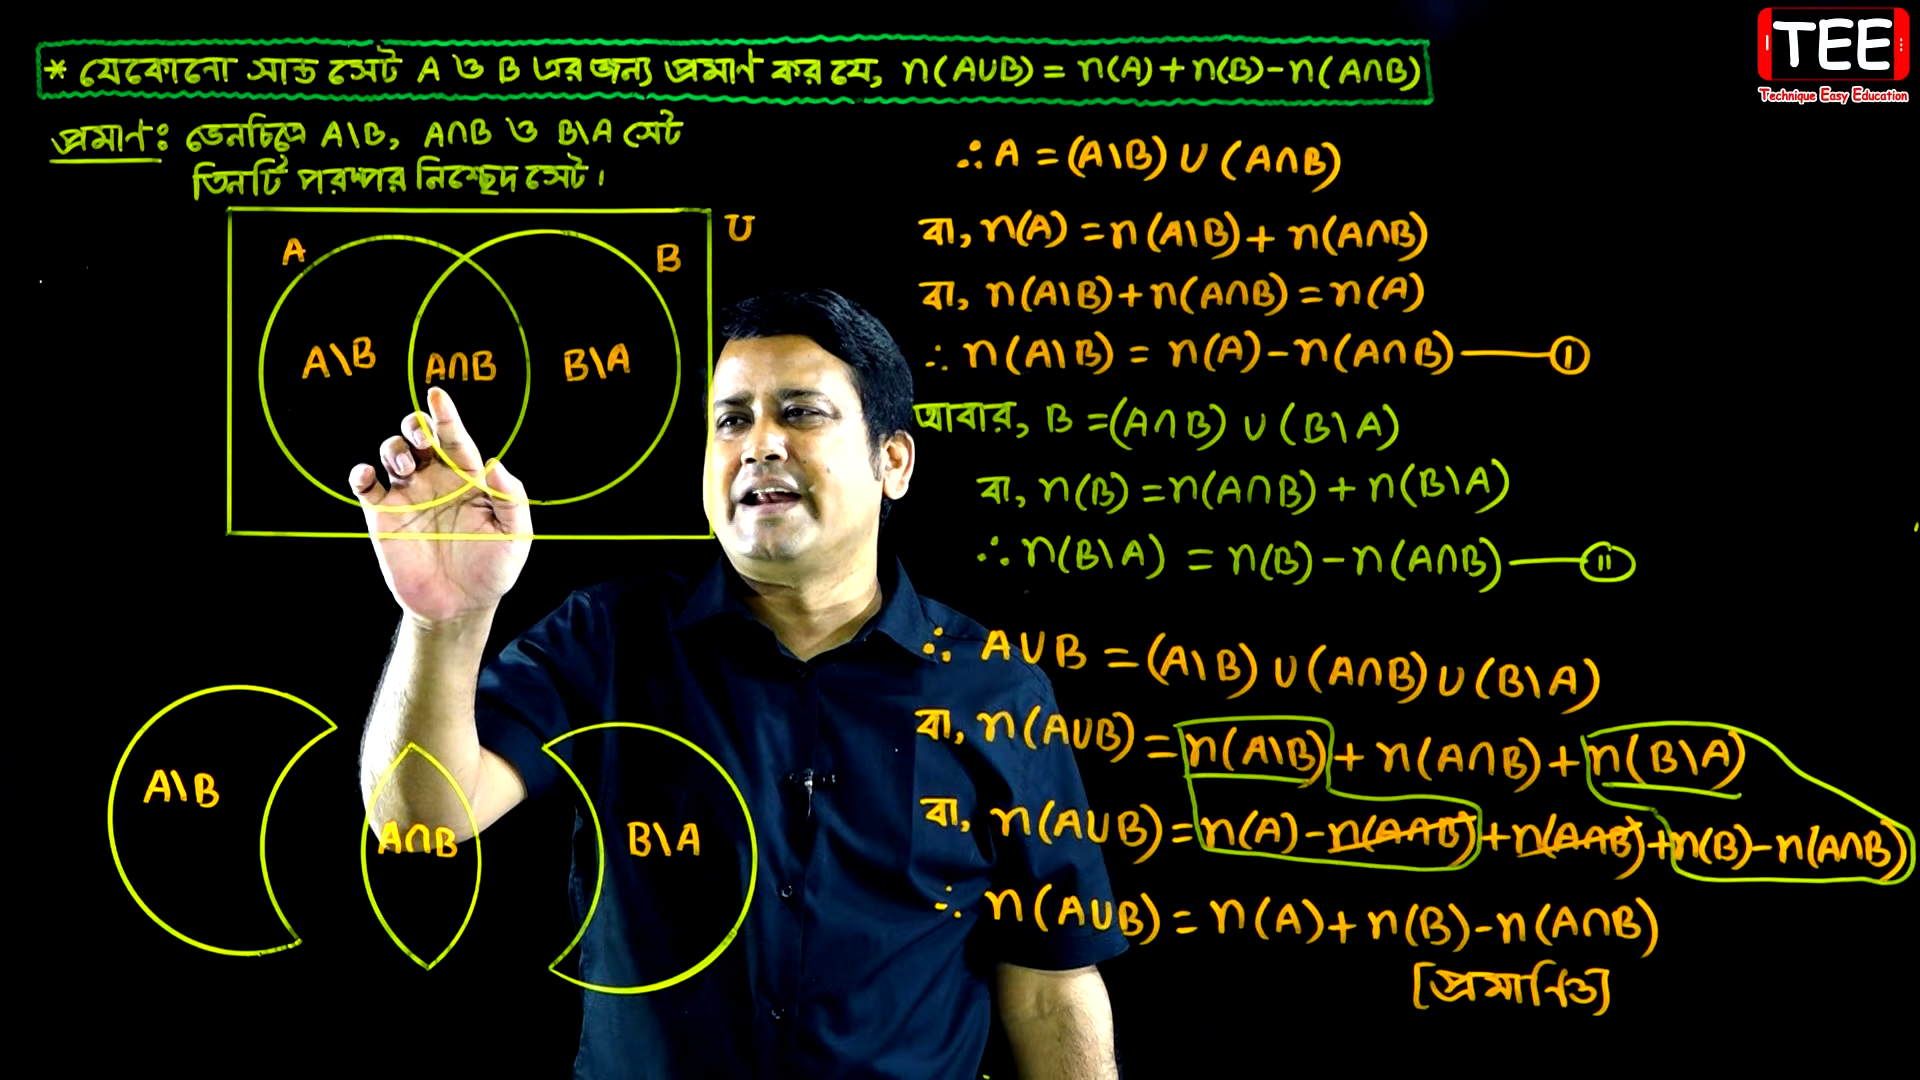 * যেকোনো সান্ত সেট A ও B এর জন্য প্রমাণ কর যে, n(A∪B) = n(A)+n(B)-n(A∩B)
TEE
Technique Easy Education
প্রমাণ: ভেনচিত্রে A\B, A∩B ও B\A সেট
তিনটি পরস্পর নিশ্ছেদ সেট।
A
B
U
A\B
A∩B
B\A
A\B
A∩B
B\A
∴ A = (A\B) ∪ (A∩B)
বা, n(A) = n(A\B) + n(A∩B)
বা, n(A\B)+n(A∩B) = n(A)
∴ n(A\B) = n(A)-n(A∩B) — (I)
আবার, B = (A∩B) ∪ (B\A)
বা, n(B) = n(A∩B) + n(B\A)
∴ n(B\A) = n(B)-n(A∩B) — (II)
∴ A∪B = (A\B) ∪ (A∩B) ∪ (B\A)
বা, n(A∪B) = n(A\B) + n(A∩B) + n(B\A)
বা, n(A∪B) = n(A)-n(A∩B)+n(A∩B)+n(B)-n(A∩B)
∴ n(A∪B) = n(A)+n(B)-n(A∩B)
[প্রমাণিত]